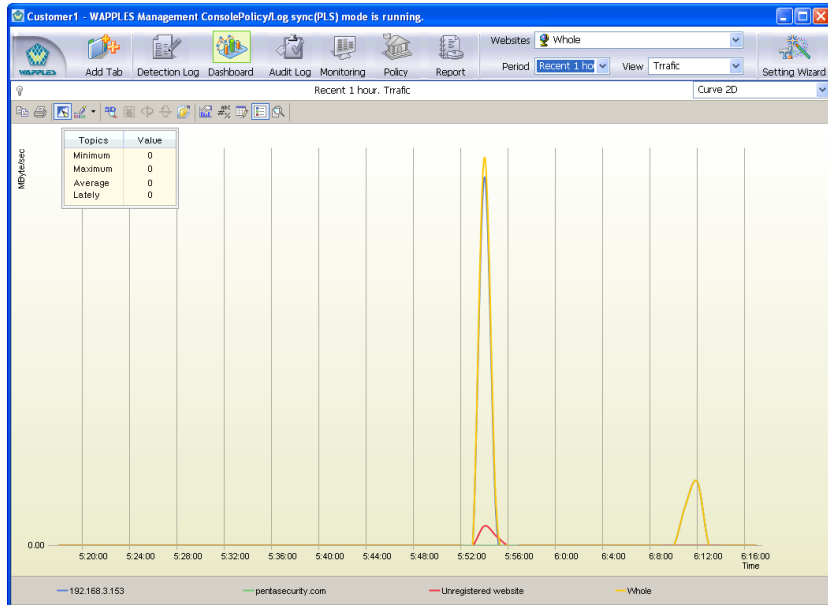 Customer1 - WAPPLES Management ConsolePolicy/Log sync(PLS) mode is running.
WAPPLES
Add Tab
Detection Log
Dashboard
Audit Log
Monitoring
Policy
Report
Websites Whole
Period Recent 1 ho View Trrafic
Setting Wizard
Recent 1 hour. Trrafic
Curve 2D
3D
Topics Value
Minimum 0
Maximum 0
Average 0
Lately 0
MByte/sec
0.00
5:20:00 5:24:00 5:28:00 5:32:00 5:36:00 5:40:00 5:44:00 5:48:00 5:52:00 5:56:00 6:0:00 6:4:00 6:8:00 6:12:00 6:16:00
Time
192.168.3.153 pentasecurity.com Unregistered website Whole